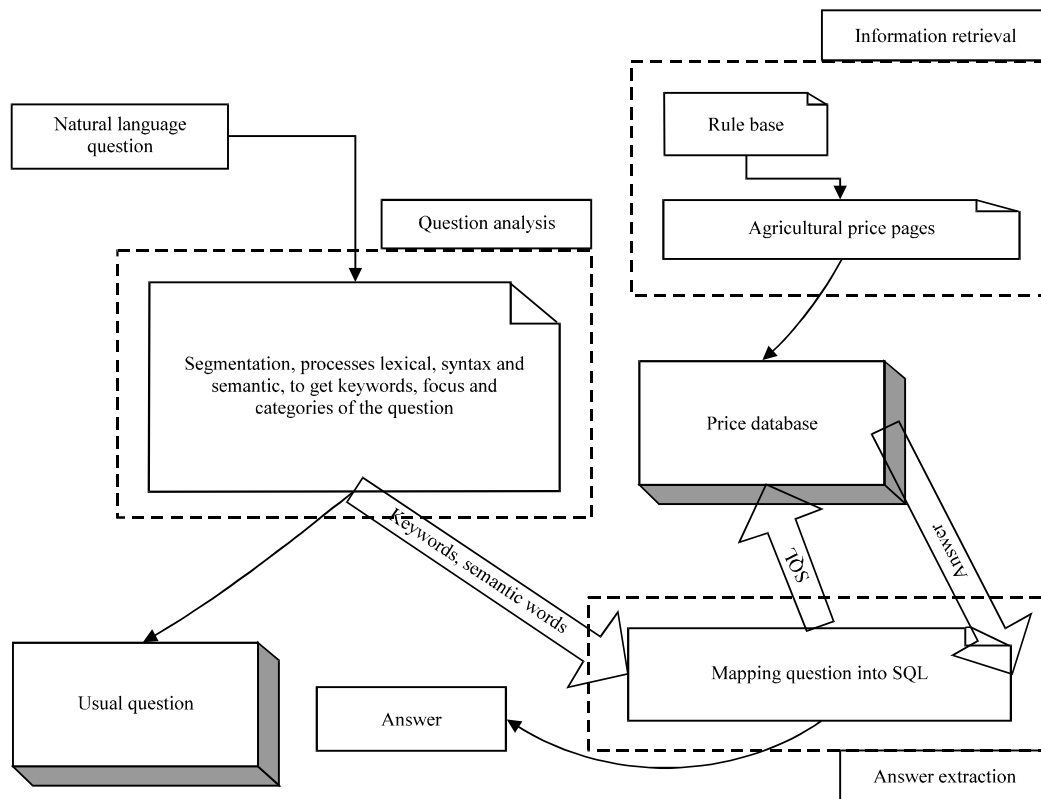 Information retrieval
Rule base
Natural language
question
Question analysis
Agricultural price pages
Segmentation, processes lexical, syntax and
semantic, to get keywords, focus and
categories of the question
Price database
Keywords, semantic words
SQL
Answer
Usual question
Answer
Mapping question into SQL
Answer extraction